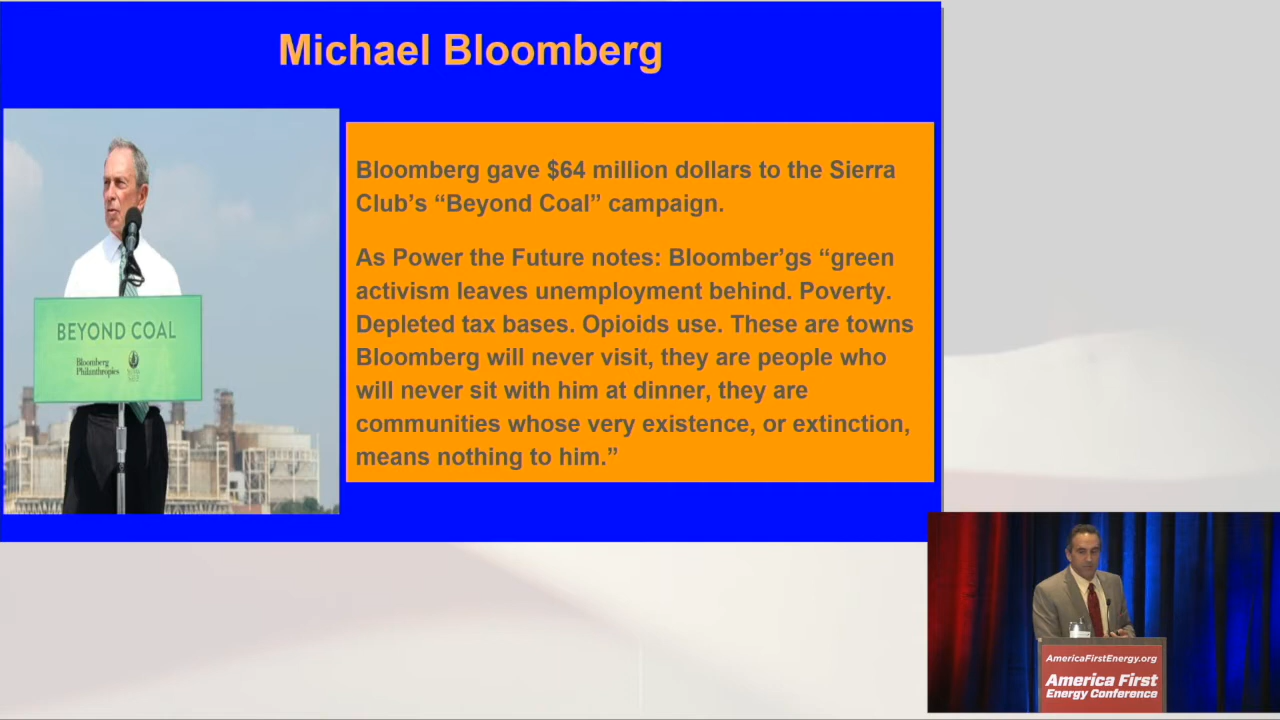 Michael Bloomberg
Bloomberg gave $64 million dollars to the Sierra
Club's “Beyond Coal” campaign.
As Power the Future notes: Bloomber'gs “green
activism leaves unemployment behind. Poverty.
Depleted tax bases. Opioids use. These are towns
Bloomberg will never visit, they are people who
will never sit with him at dinner, they are
communities whose very existence, or extinction,
means nothing to him.”
BEYOND COAL
Bloomberg
Philanthropies
AmericaFirstEnergy.org
America First
Energy Conference